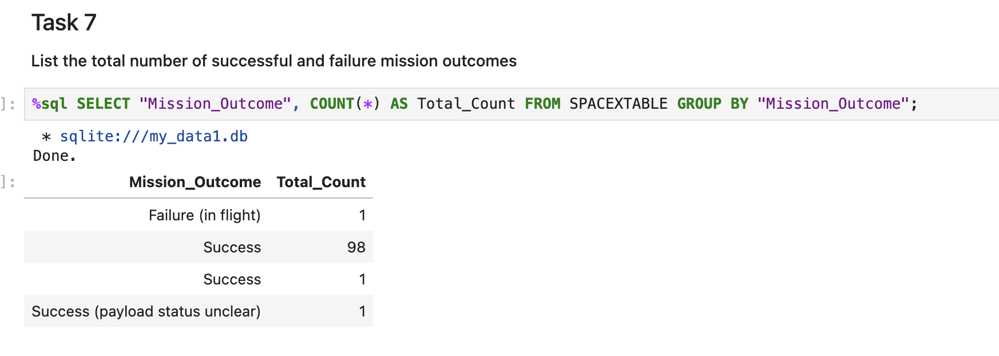 Task 7
List the total number of successful and failure mission outcomes
]: %sql SELECT "Mission_Outcome", COUNT(*) AS Total_Count FROM SPACEXTABLE GROUP BY "Mission_Outcome";
* sqlite:///my_data1.db
Done.
]: Mission_Outcome Total_Count
Failure (in flight) 1
Success 98
Success 1
Success (payload status unclear) 1